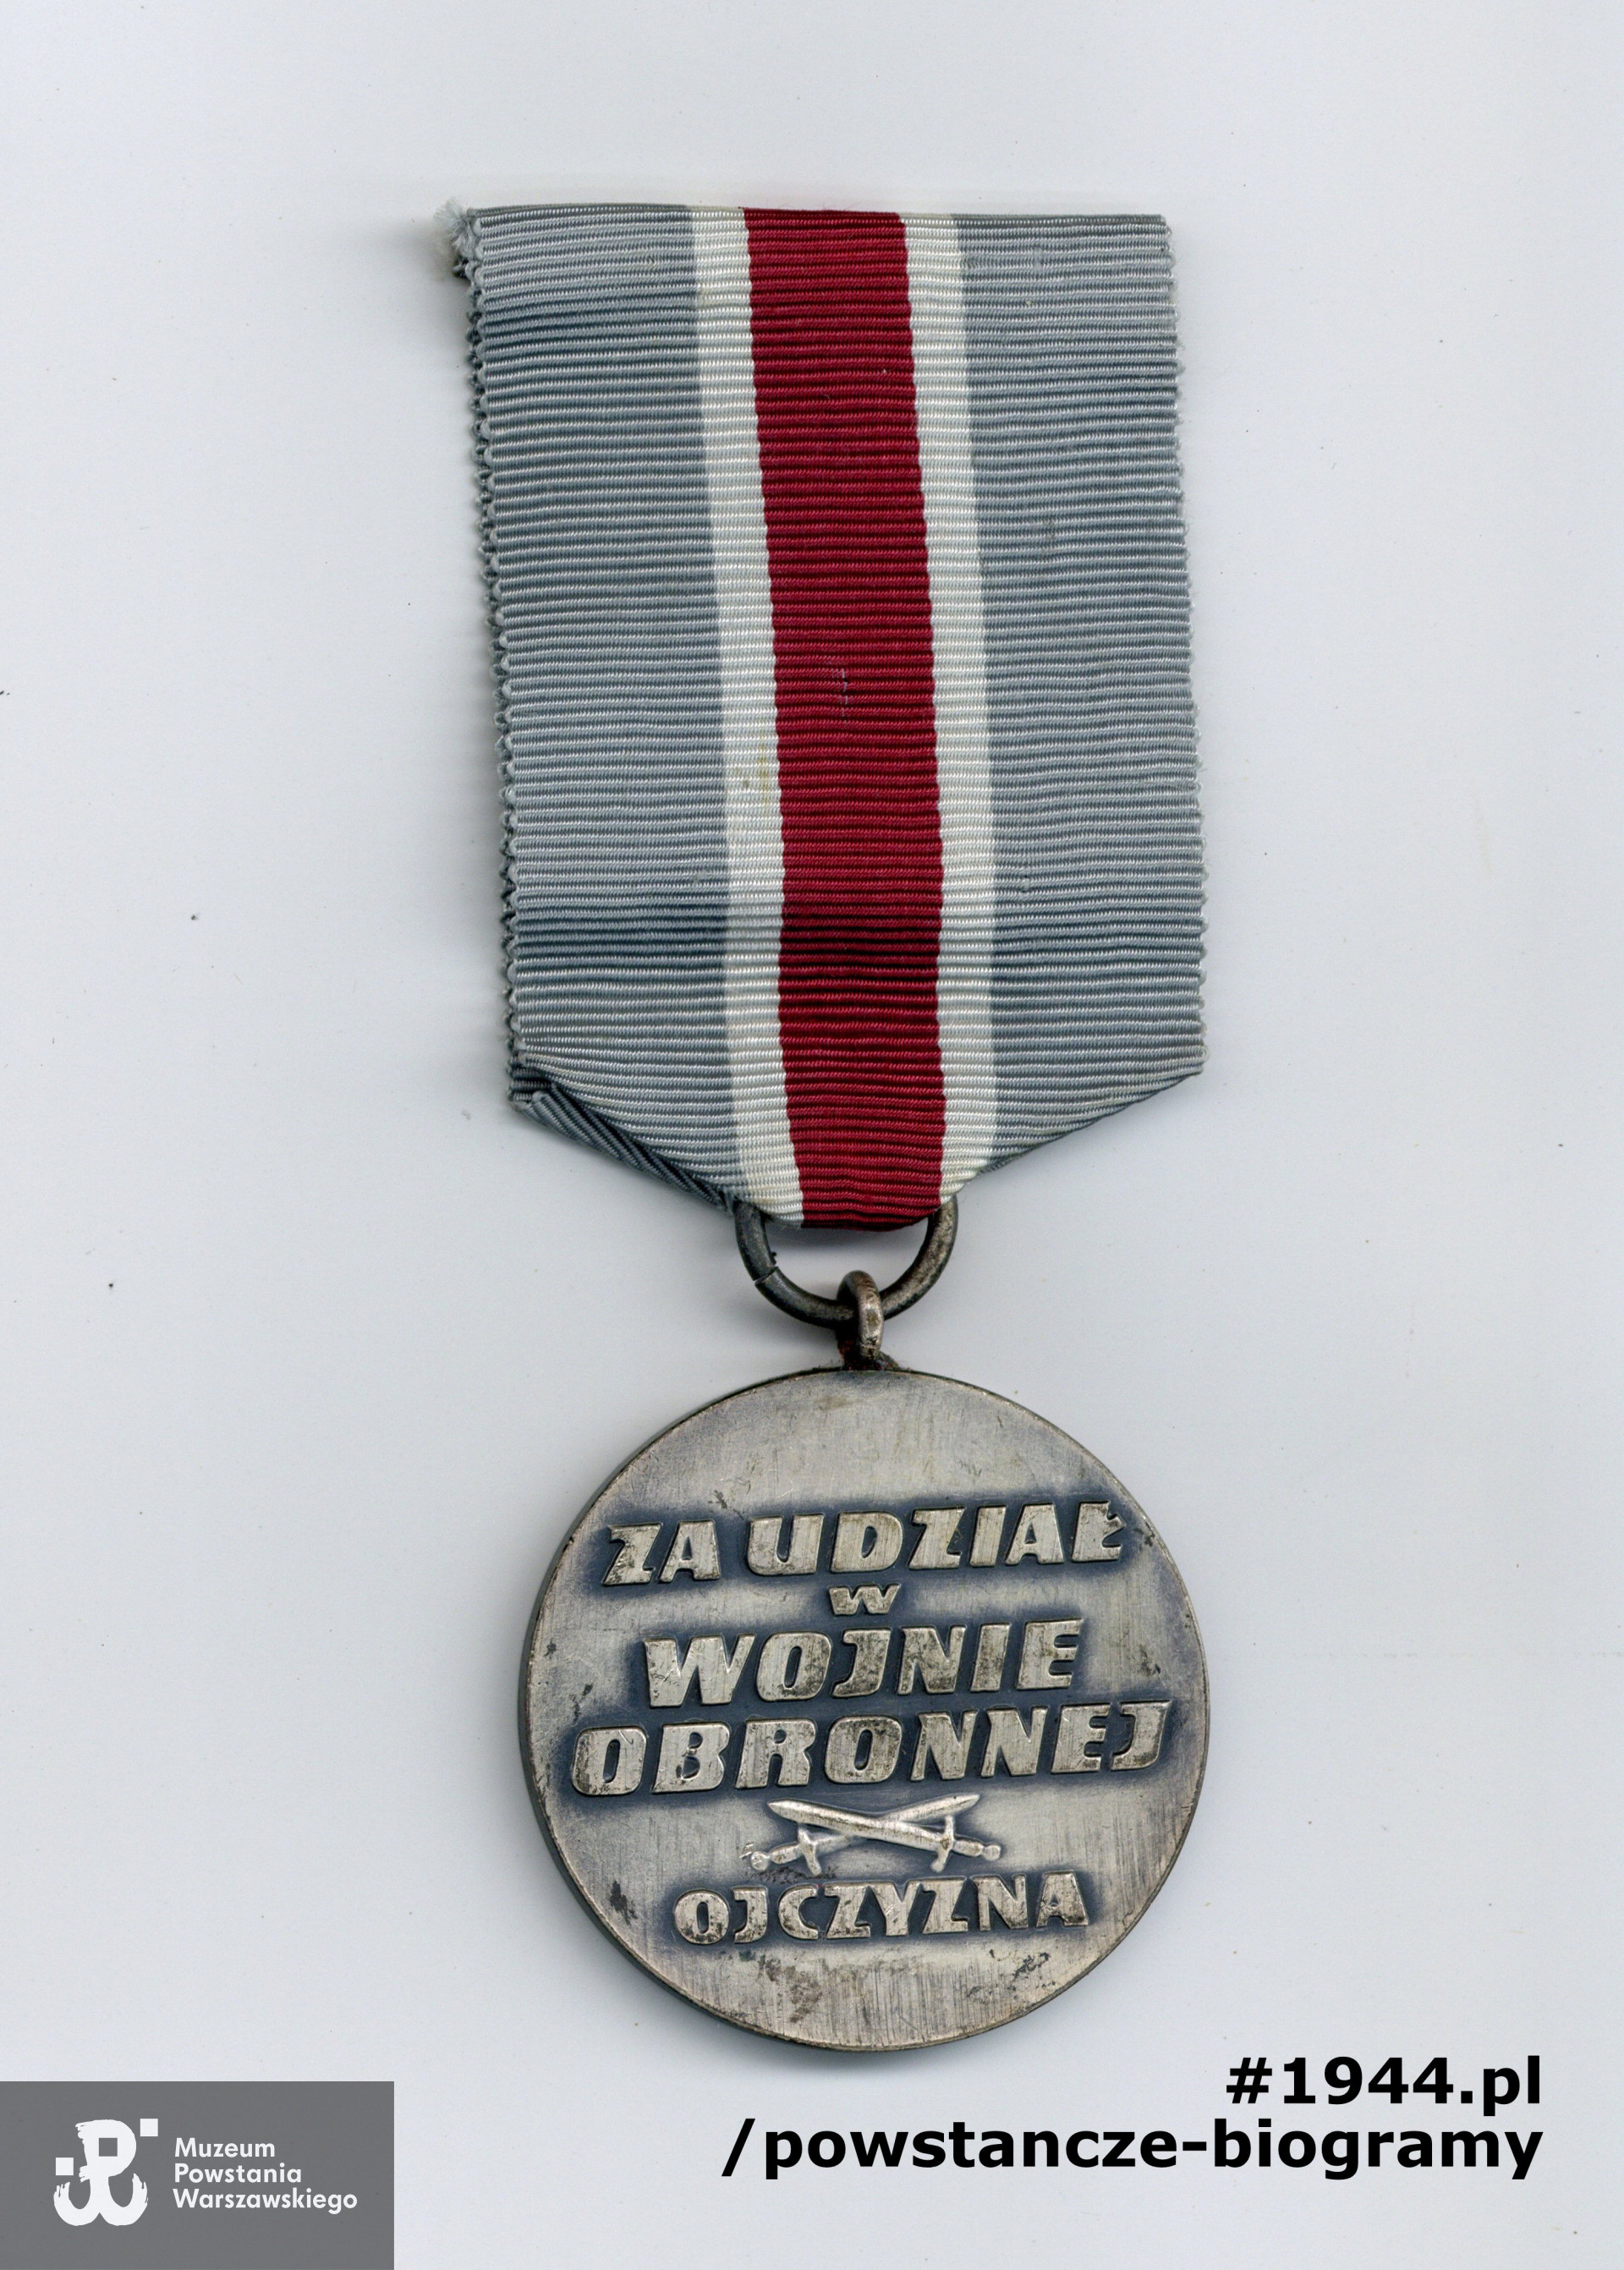 ZA UDZIAŁ
W
WOJNIE
OBRONNEJ
OJCZYZNA
#1944.pl
/powstancze-biogramy
Muzeum
Powstania
Warszawskiego